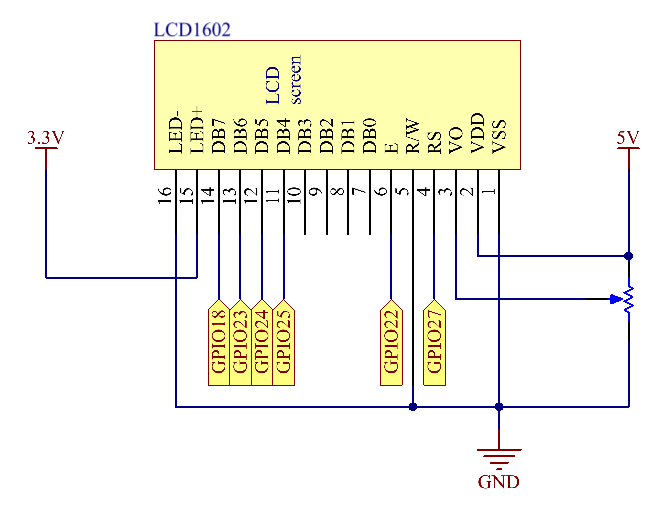 LCD1602
LCD
screen
LED-
LED+
DB7
DB6
DB5
DB4
DB3
DB2
DB1
DB0
E
R/W
RS
VO
VDD
VSS
3.3V
5V
16
15
14
13
12
11
10
9
8
7
6
5
4
3
2
1
GPIO18
GPIO23
GPIO24
GPIO25
GPIO22
GPIO27
GND